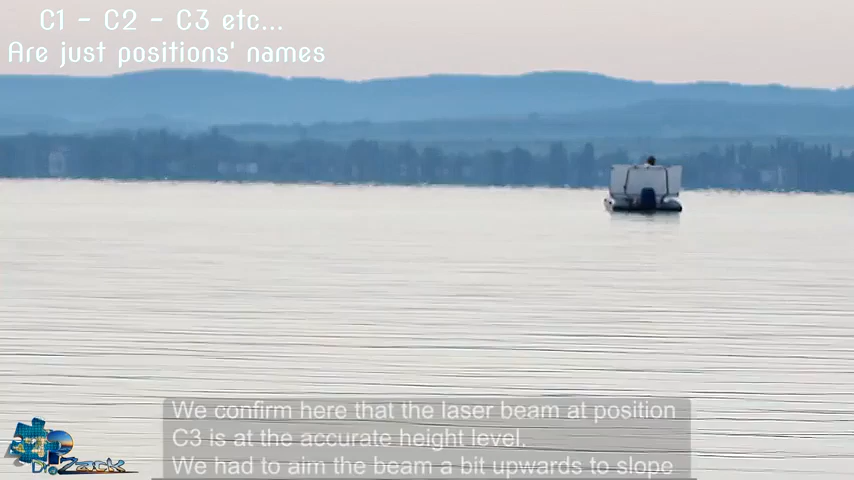 C1 - C2 - C3 etc...
Are just positions' names
We confirm here that the laser beam at position
C3 is at the accurate height level.
We had to aim the beam a bit upwards to slope
Dr.Zack